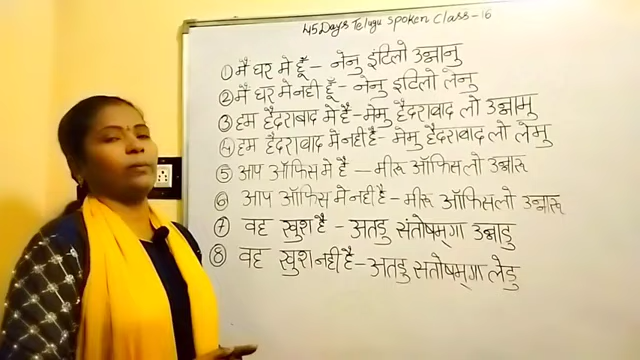 45 Days Telugu Spoken Class-16
① मैं घर मे हूँ - नेनु इंटिलो उन्नानु
② मैं घर मे नही हूँ - नेनु इंटिलो लेनु
③ हम हैदराबाद मे है - मेमु हैदरावाद लो उन्नामु
④ हम हैदरावाद मे नही है - मेमु हैदरावाद लो लेमु
⑤ आप ऑफिस मे है - मीरू ऑफिस लो उन्नारू
⑥ आप ऑफिस मे नही है - मीरू ऑफिसलो उन्नारू
⑦ वह खुश है - अतडु संतोषम्गा उन्नाडु
⑧ वह खुश नही है - अतडु सतोषम्गा लेडु